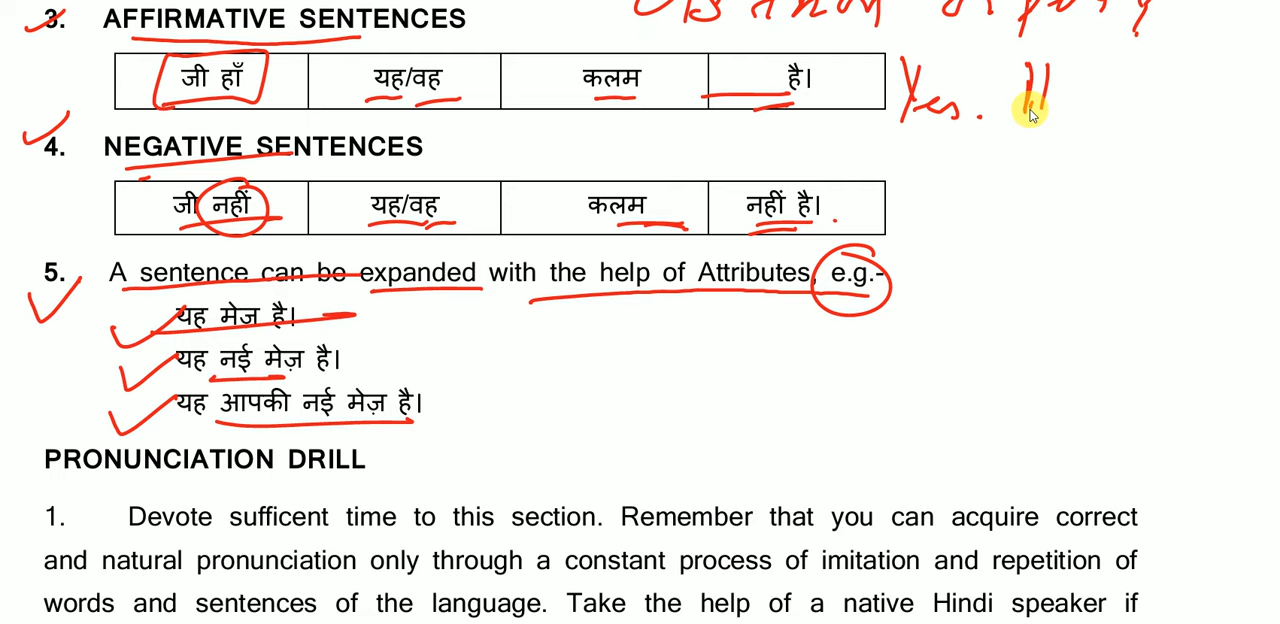 3. AFFIRMATIVE SENTENCES
जी हाँ यह/वह कलम है।
Yes.
4. NEGATIVE SENTENCES
जी नहीं यह/वह कलम नहीं है।
5. A sentence can be expanded with the help of Attributes, e.g.-
यह मेज़ है।
यह नई मेज़ है।
यह आपकी नई मेज़ है।
PRONUNCIATION DRILL
1. Devote sufficent time to this section. Remember that you can acquire correct
and natural pronunciation only through a constant process of imitation and repetition of
words and sentences of the language. Take the help of a native Hindi speaker if